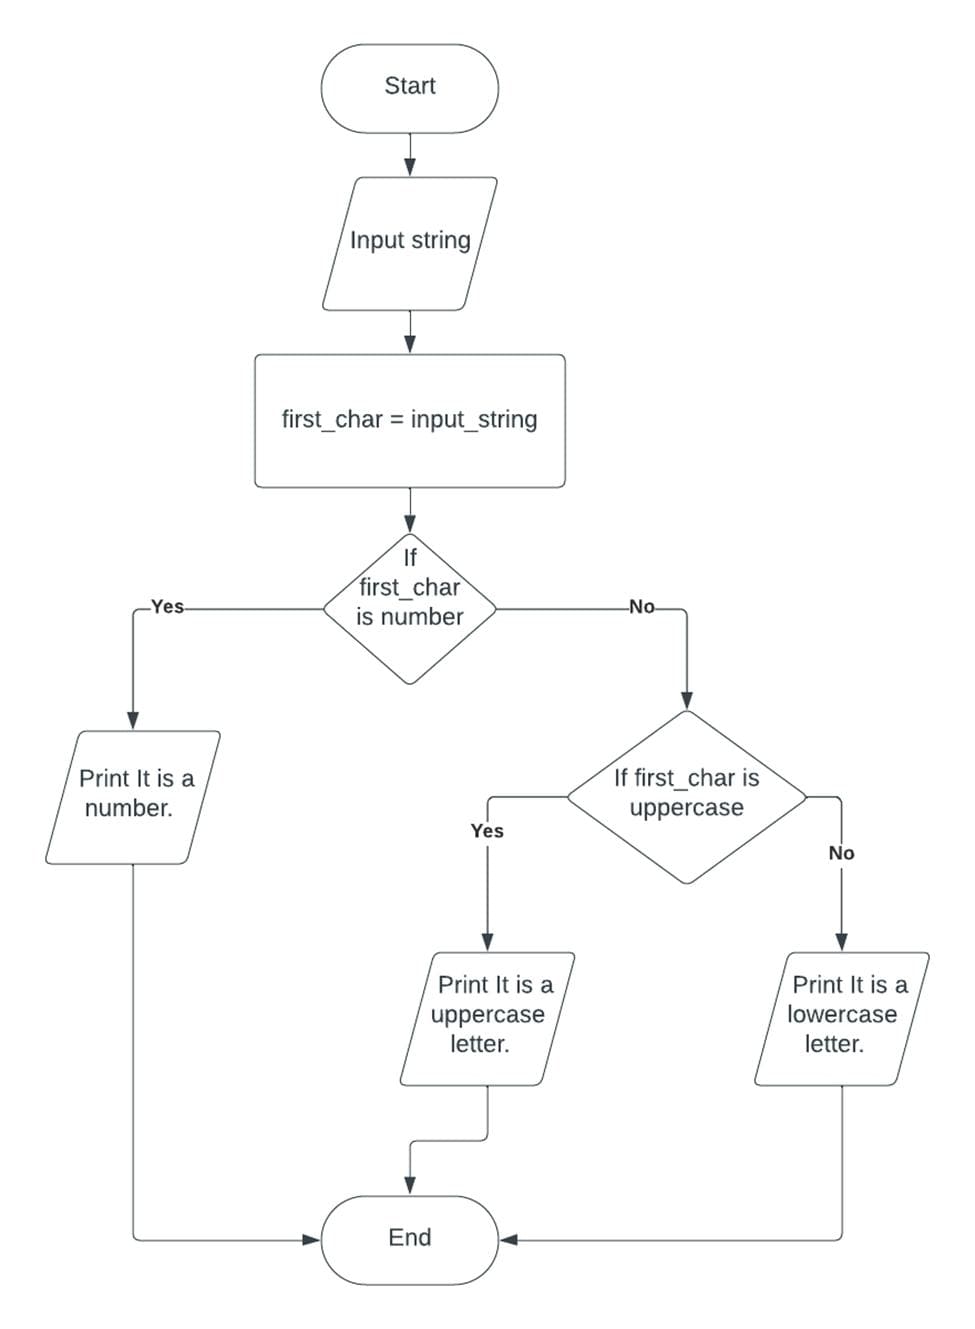 Start
Input string
first_char = input_string
If
first_char
is number
Yes
No
Print It is a
number.
If first_char is
uppercase
Yes
No
Print It is a
uppercase
letter.
Print It is a
lowercase
letter.
End